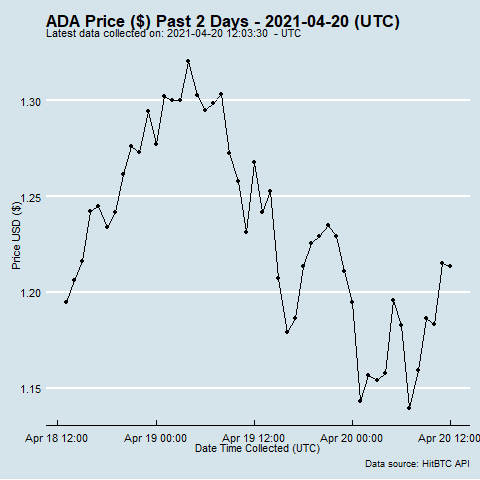 ADA Price ($) Past 2 Days - 2021-04-20 (UTC)
Latest data collected on: 2021-04-20 12:03:30  - UTC
Price USD ($)
1.30
1.25
1.20
1.15
Apr 18 12:00 Apr 19 00:00 Apr 19 12:00 Apr 20 00:00 Apr 20 12:00
Date Time Collected (UTC)
Data source: HitBTC API